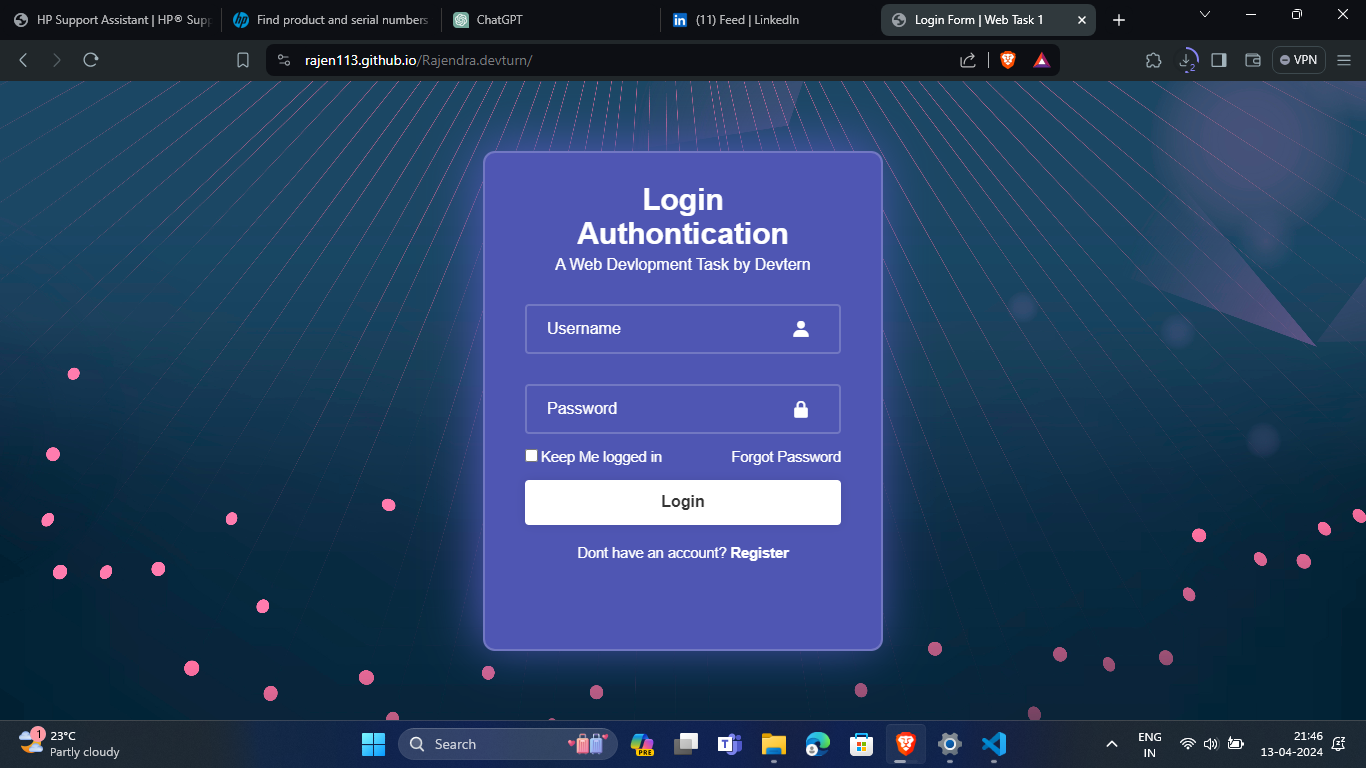 HP Support Assistant | HP® Supp
Find product and serial numbers
ChatGPT
(11) Feed | LinkedIn
Login Form | Web Task 1
rajen113.github.io/Rajendra.devturn/
2
VPN
Login
Authontication
A Web Devlopment Task by Devtern
Username
Password
Keep Me logged in
Forgot Password
Login
Dont have an account? Register
1
23°C
Partly cloudy
Search
PRE
ENG
IN
21:46
13-04-2024